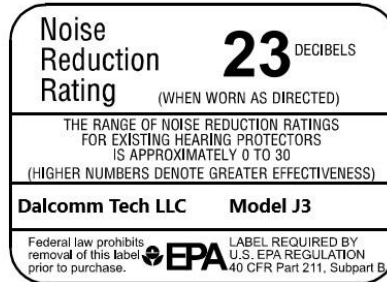 Noise
Reduction
Rating
23 DECIBELS
(WHEN WORN AS DIRECTED)
THE RANGE OF NOISE REDUCTION RATINGS
FOR EXISTING HEARING PROTECTORS
IS APPROXIMATELY 0 TO 30
(HIGHER NUMBERS DENOTE GREATER EFFECTIVENESS)
Dalcomm Tech LLC Model J3
Federal law prohibits
removal of this label
prior to purchase.
EPA
LABEL REQUIRED BY
U.S. EPA REGULATION
40 CFR Part 211, Subpart B